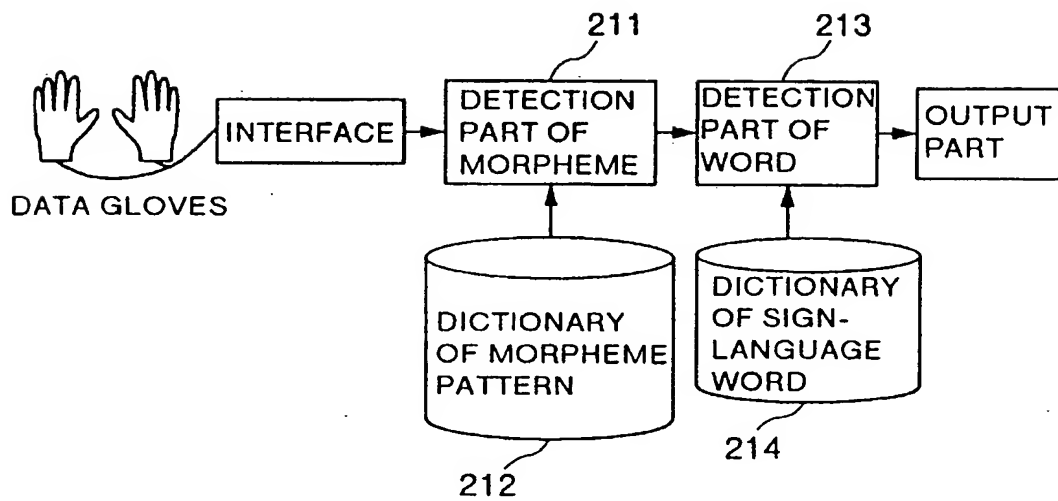 211
213
DETECTION
PART OF
MORPHEME
DETECTION
PART OF
WORD
OUTPUT
PART
INTERFACE
DATA GLOVES
DICTIONARY
OF MORPHEME
PATTERN
DICTIONARY
OF SIGN-
LANGUAGE
WORD
212
214